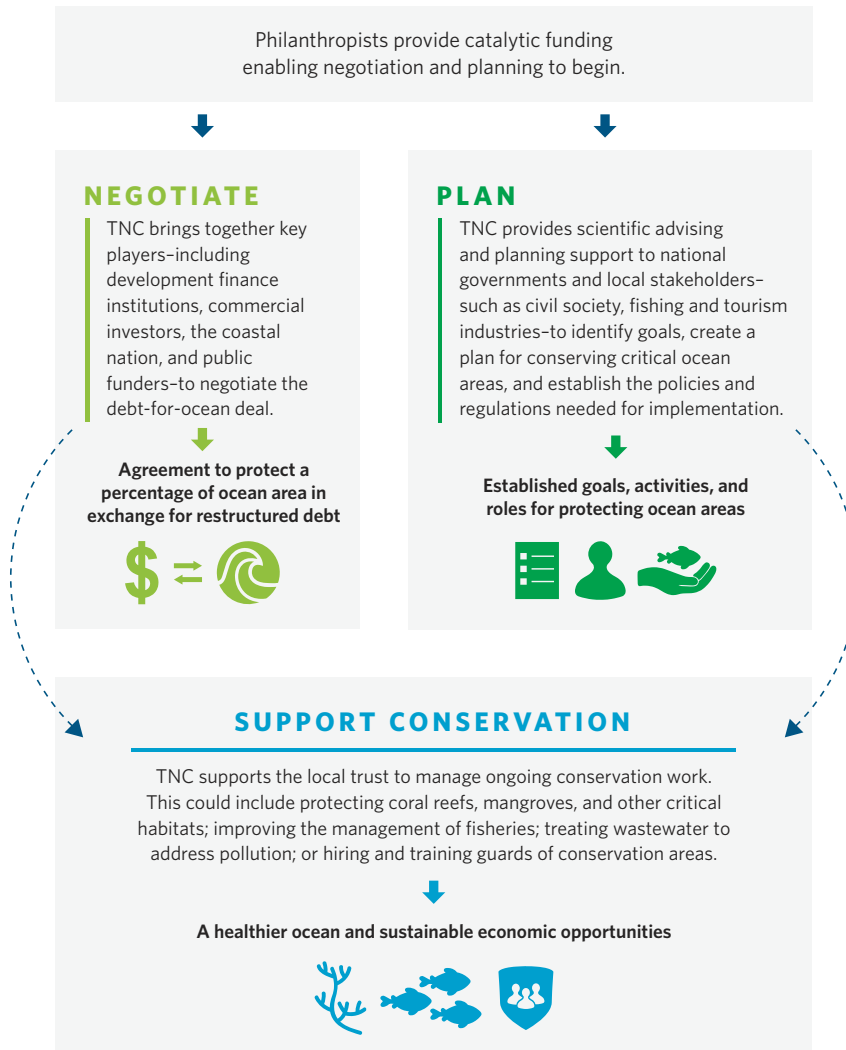 Philanthropists provide catalytic funding
enabling negotiation and planning to begin.
NEGOTIATE
TNC brings together key
players–including
development finance
institutions, commercial
investors, the coastal
nation, and public
funders–to negotiate the
debt-for-ocean deal.
Agreement to protect a
percentage of ocean area in
exchange for restructured debt
$
PLAN
TNC provides scientific advising
and planning support to national
governments and local stakeholders–
such as civil society, fishing and tourism
industries–to identify goals, create a
plan for conserving critical ocean
areas, and establish the policies and
regulations needed for implementation.
Established goals, activities, and
roles for protecting ocean areas
SUPPORT CONSERVATION
TNC supports the local trust to manage ongoing conservation work.
This could include protecting coral reefs, mangroves, and other critical
habitats; improving the management of fisheries; treating wastewater to
address pollution; or hiring and training guards of conservation areas.
A healthier ocean and sustainable economic opportunities